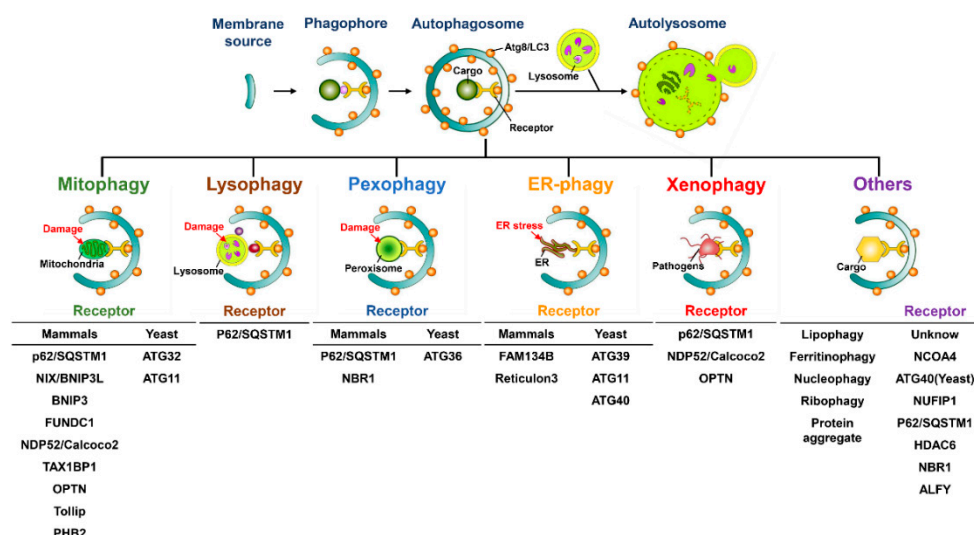 Membrane source
Phagophore
Autophagosome
Autolysosome
Atg8/LC3
Cargo
Lysosome
Receptor
Mitophagy
Lysophagy
Pexophagy
ER-phagy
Xenophagy
Others
Damage
Mitochondria
Lysosome
Damage
Peroxisome
ER stress
ER
Pathogens
Cargo
Receptor
Receptor
Receptor
Receptor
Receptor
Receptor
Mammals Yeast
p62/SQSTM1 ATG32
NIX/BNIP3L ATG11
BNIP3
FUNDC1
NDP52/Calcoco2
TAX1BP1
OPTN
Tollip
PHB2
P62/SQSTM1
Mammals Yeast
P62/SQSTM1 ATG36
NBR1
Mammals Yeast
FAM134B ATG39
Reticulon3 ATG11
ATG40
p62/SQSTM1
NDP52/Calcoco2
OPTN
Lipophagy Unknow
Ferritinophagy NCOA4
Nucleophagy ATG40(Yeast)
Ribophagy NUFIP1
Protein P62/SQSTM1
aggregate
HDAC6
NBR1
ALFY